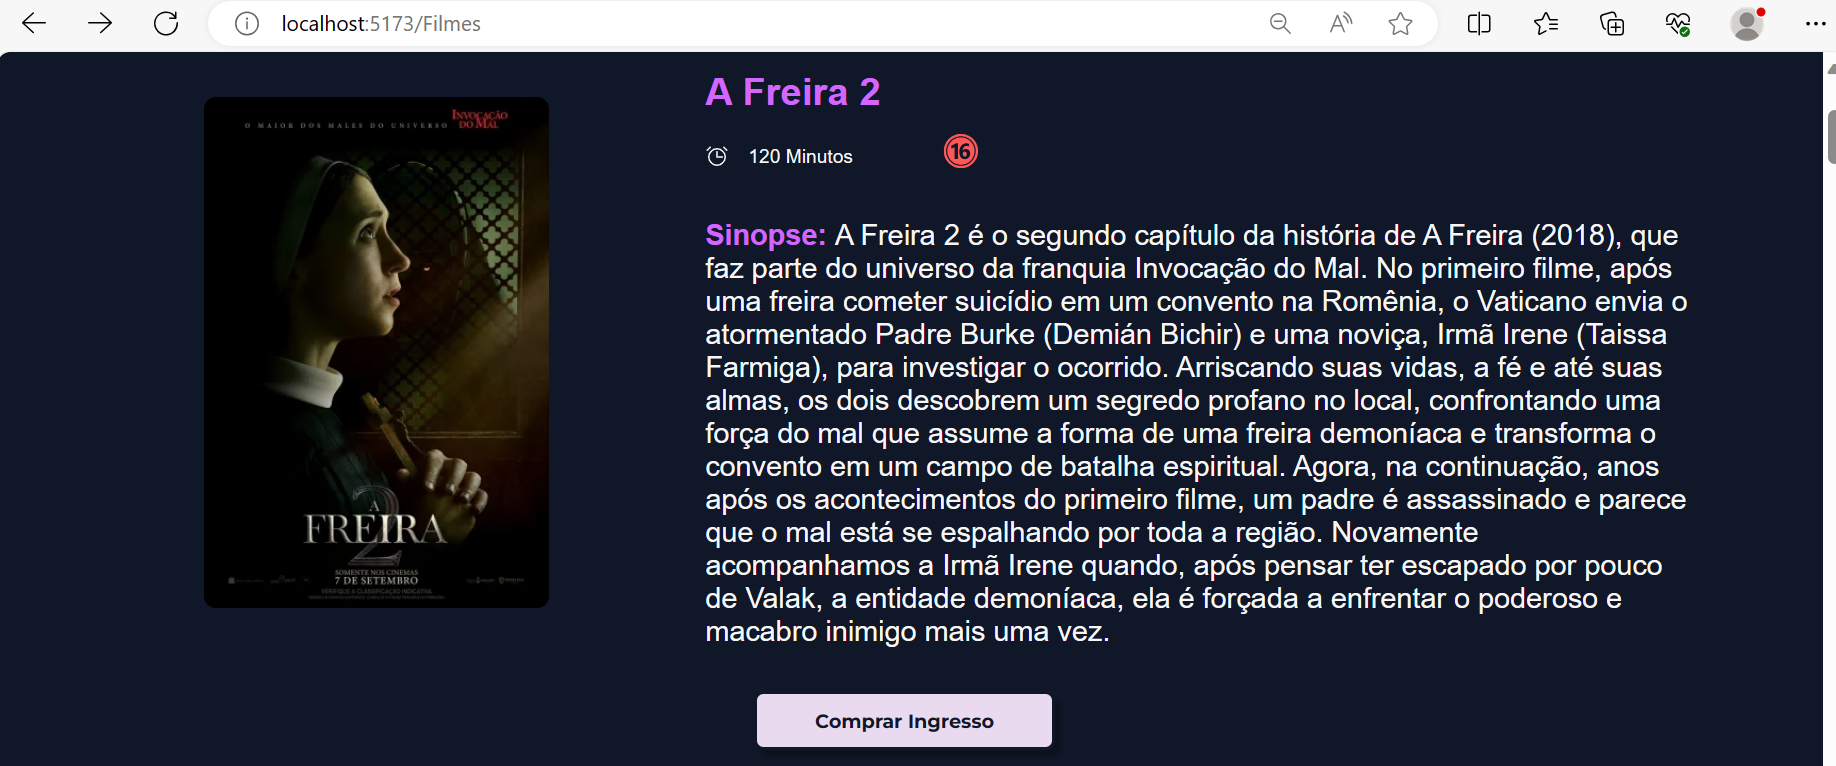 localhost:5173/Filmes
A Freira 2
120 Minutos
16
O MAIOR DOS MALES DO UNIVERSO
INVOCAÇÃO
DO MAL
A
FREIRA
2
SOMENTE NOS CINEMAS
7 DE SETEMBRO
VERIFIQUE A CLASSIFICAÇÃO INDICATIVA
Sinopse: A Freira 2 é o segundo capítulo da história de A Freira (2018), que
faz parte do universo da franquia Invocação do Mal. No primeiro filme, após
uma freira cometer suicídio em um convento na Romênia, o Vaticano envia o
atormentado Padre Burke (Demián Bichir) e uma noviça, Irmã Irene (Taissa
Farmiga), para investigar o ocorrido. Arriscando suas vidas, a fé e até suas
almas, os dois descobrem um segredo profano no local, confrontando uma
força do mal que assume a forma de uma freira demoníaca e transforma o
convento em um campo de batalha espiritual. Agora, na continuação, anos
após os acontecimentos do primeiro filme, um padre é assassinado e parece
que o mal está se espalhando por toda a região. Novamente
acompanhamos a Irmã Irene quando, após pensar ter escapado por pouco
de Valak, a entidade demoníaca, ela é forçada a enfrentar o poderoso e
macabro inimigo mais uma vez.
Comprar Ingresso